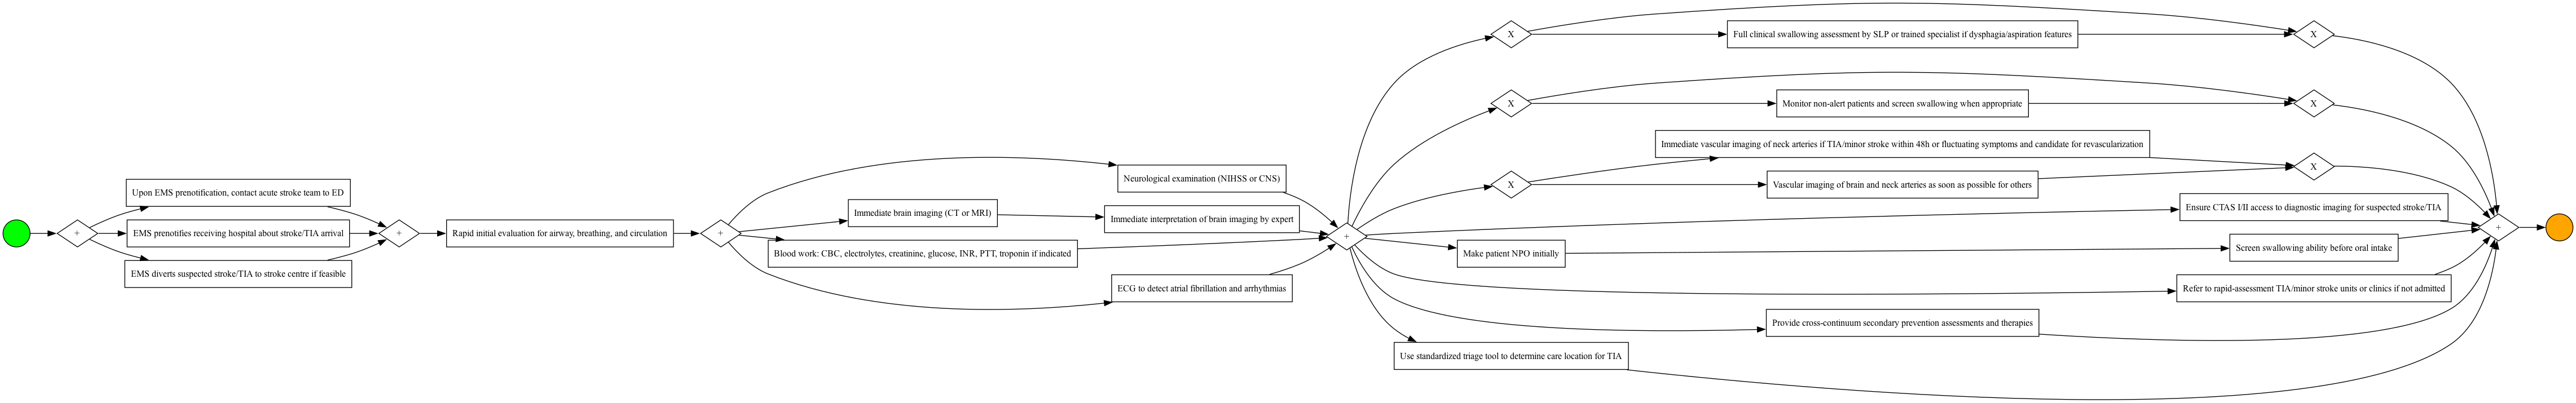 +
Upon EMS prenotification, contact acute stroke team to ED
EMS prenotifies receiving hospital about stroke/TIA arrival
EMS diverts suspected stroke/TIA to stroke centre if feasible
+
Rapid initial evaluation for airway, breathing, and circulation
+
Neurological examination (NIHSS or CNS)
Immediate brain imaging (CT or MRI)
Immediate interpretation of brain imaging by expert
Blood work: CBC, electrolytes, creatinine, glucose, INR, PTT, troponin if indicated
ECG to detect atrial fibrillation and arrhythmias
+
X
Full clinical swallowing assessment by SLP or trained specialist if dysphagia/aspiration features
X
X
Monitor non-alert patients and screen swallowing when appropriate
X
X
Immediate vascular imaging of neck arteries if TIA/minor stroke within 48h or fluctuating symptoms and candidate for revascularization
Vascular imaging of brain and neck arteries as soon as possible for others
X
Ensure CTAS I/II access to diagnostic imaging for suspected stroke/TIA
Make patient NPO initially
Screen swallowing ability before oral intake
Refer to rapid-assessment TIA/minor stroke units or clinics if not admitted
Provide cross-continuum secondary prevention assessments and therapies
Use standardized triage tool to determine care location for TIA
+